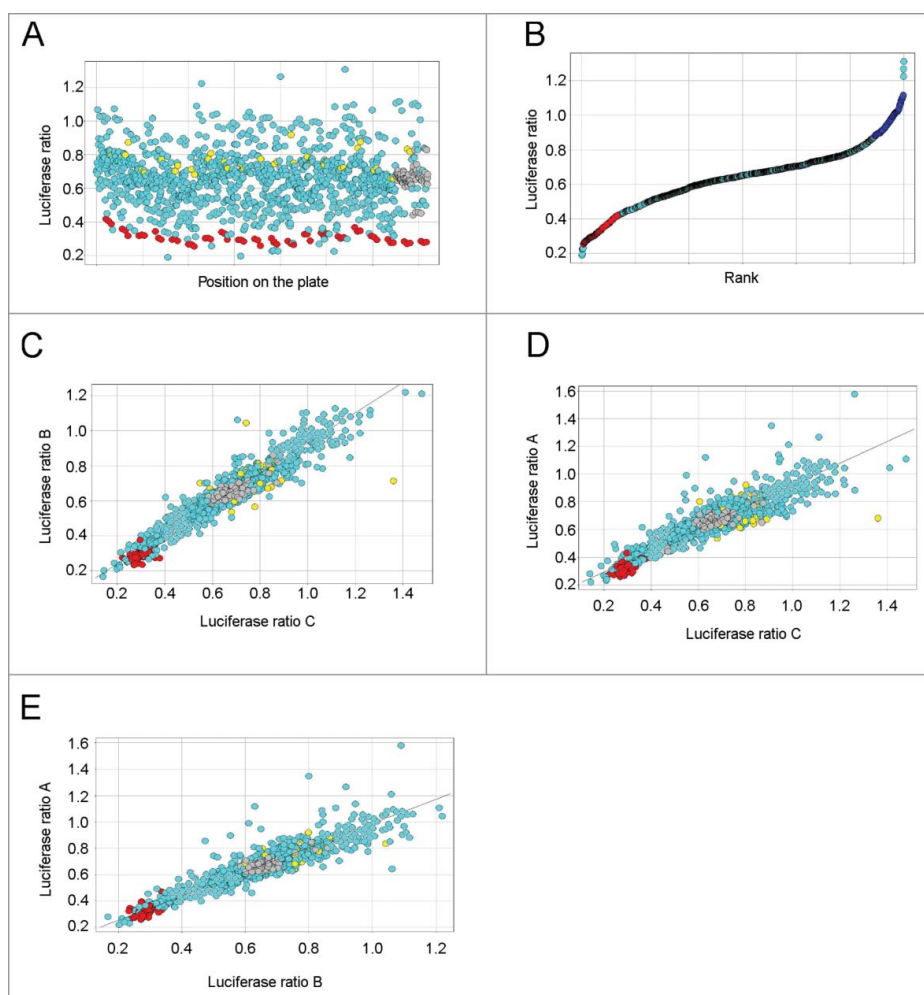 A
Luciferase ratio
1.2
1.0
0.8
0.6
0.4
0.2
Position on the plate
B
Luciferase ratio
1.2
1.0
0.8
0.6
0.4
0.2
Rank
C
Luciferase ratio B
1.2
1.0
0.8
0.6
0.4
0.2
0.2 0.4 0.6 0.8 1.0 1.2 1.4
Luciferase ratio C
D
Luciferase ratio A
1.6
1.4
1.2
1.0
0.8
0.6
0.4
0.2
0.2 0.4 0.6 0.8 1.0 1.2 1.4
Luciferase ratio C
E
Luciferase ratio A
1.6
1.4
1.2
1.0
0.8
0.6
0.4
0.2
0.2 0.4 0.6 0.8 1.0 1.2
Luciferase ratio B